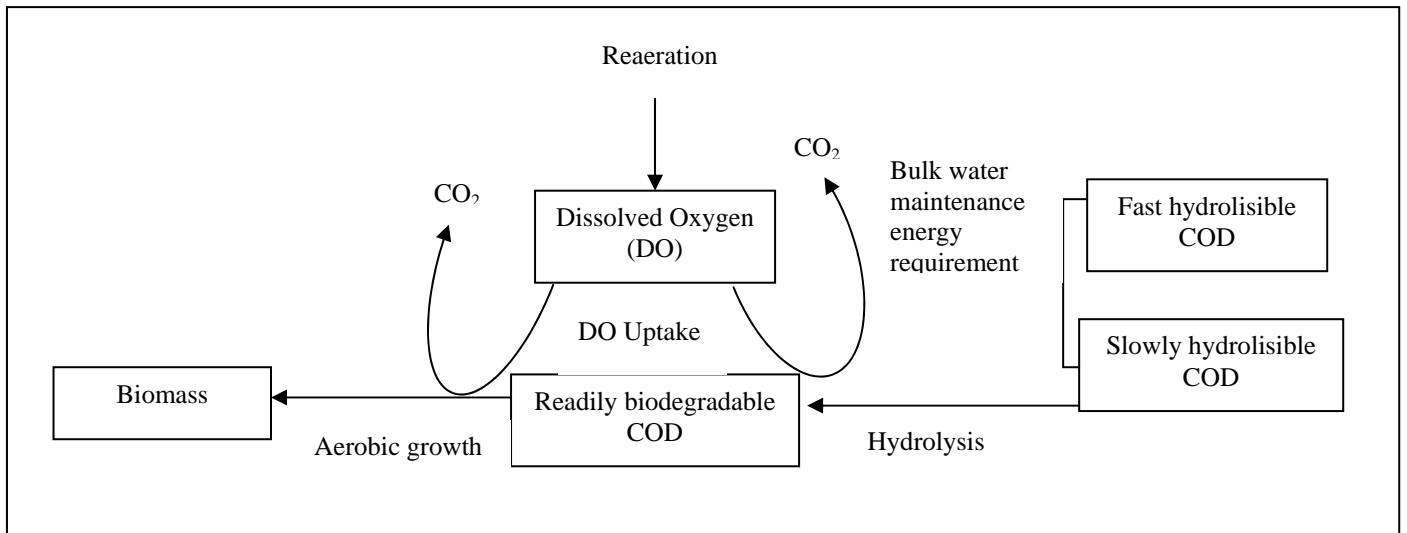 Reaeration
CO₂
CO₂
Bulk water
maintenance
energy
requirement
Dissolved Oxygen
(DO)
Fast hydrolisible
COD
DO Uptake
Slowly hydrolisible
COD
Biomass
Readily biodegradable
COD
Aerobic growth
Hydrolysis